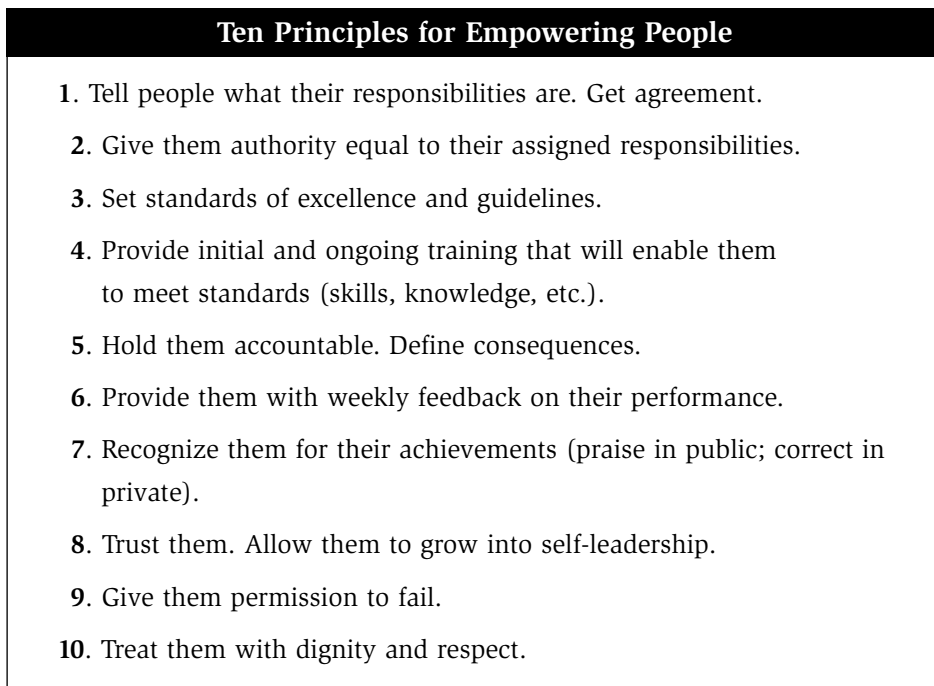 Ten Principles for Empowering People
1. Tell people what their responsibilities are. Get agreement.
2. Give them authority equal to their assigned responsibilities.
3. Set standards of excellence and guidelines.
4. Provide initial and ongoing training that will enable them
to meet standards (skills, knowledge, etc.).
5. Hold them accountable. Define consequences.
6. Provide them with weekly feedback on their performance.
7. Recognize them for their achievements (praise in public; correct in
private).
8. Trust them. Allow them to grow into self-leadership.
9. Give them permission to fail.
10. Treat them with dignity and respect.